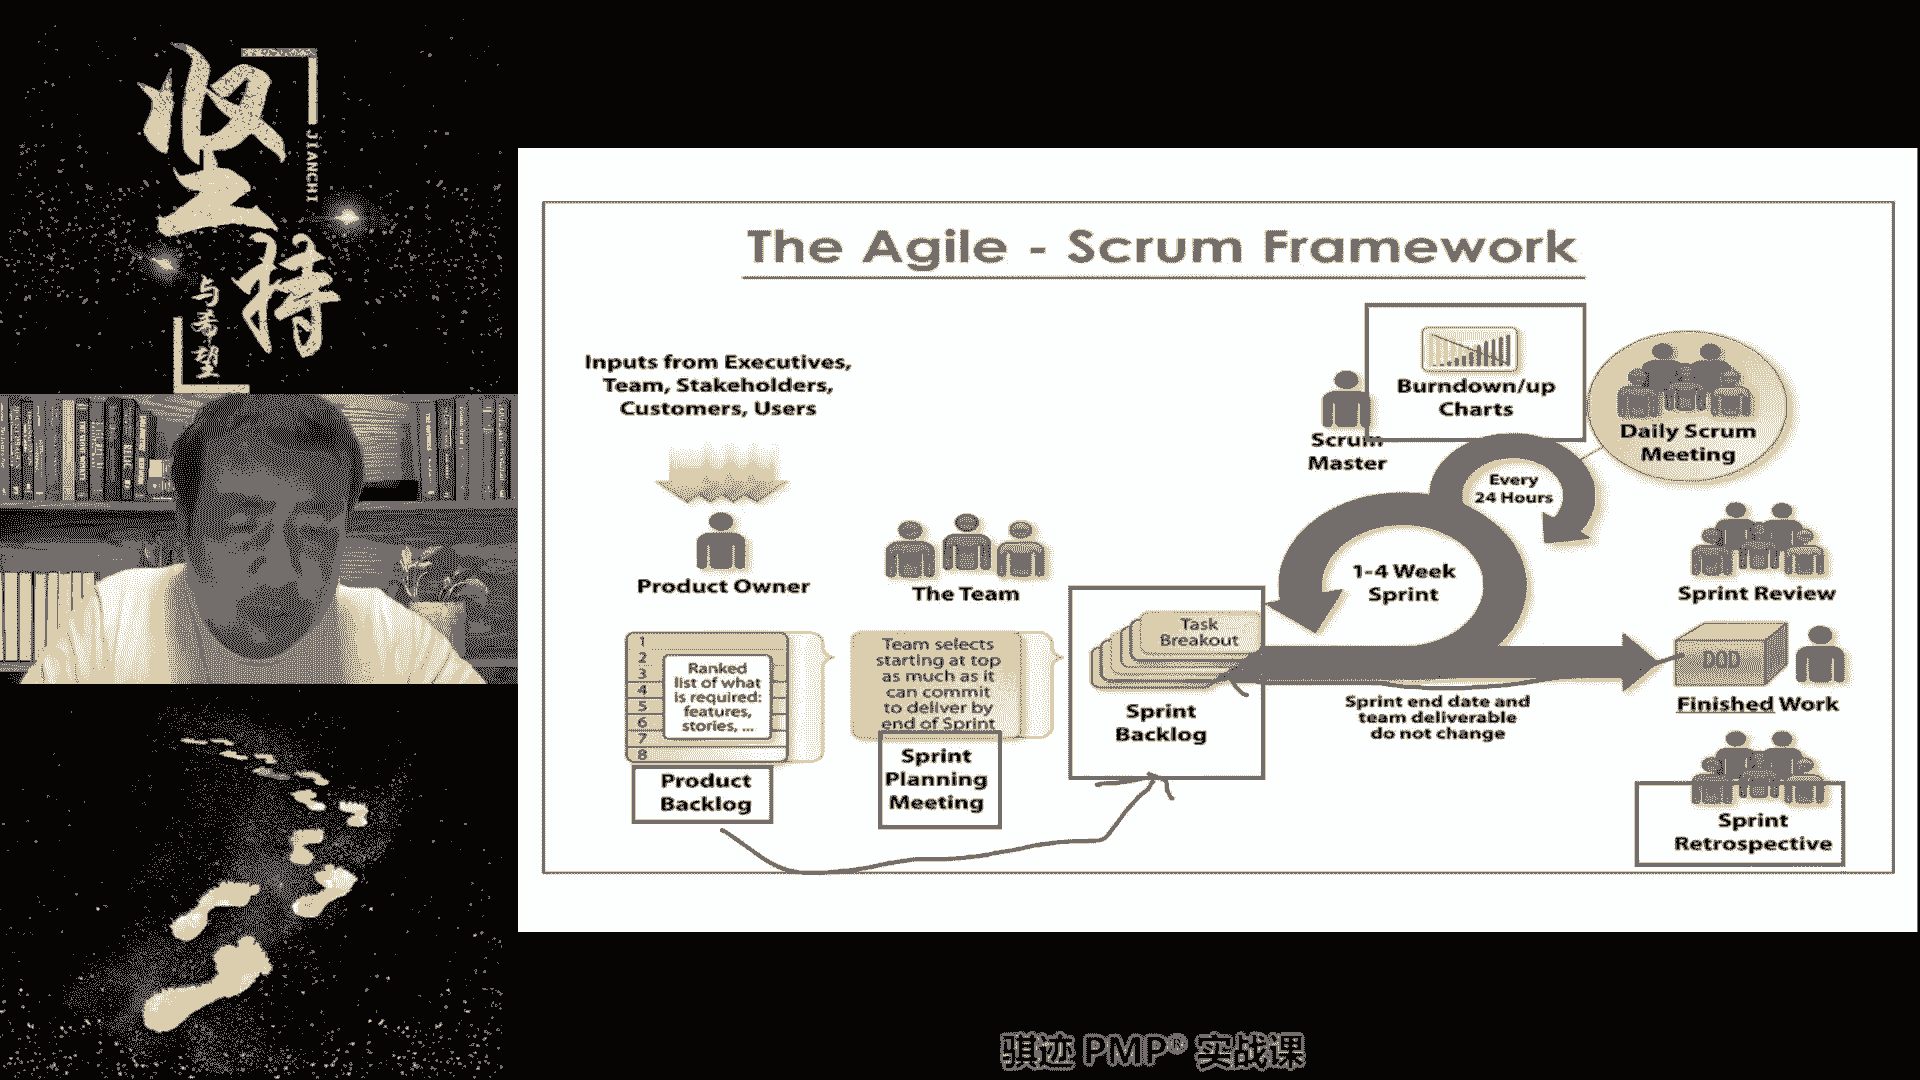 坚持
JIANCHI
与希望
The Agile - Scrum Framework
Inputs from Executives,
Team, Stakeholders,
Customers, Users
Product Owner
The Team
1
2
3
4
5
6
7
8
Ranked
list of what
is required:
features,
stories, ...
Product
Backlog
Team selects
starting at top
as much as it
can commit
to deliver by
end of Sprint
Sprint
Planning
Meeting
Task
Breakout
Sprint
Backlog
Scrum
Master
Burndown/up
Charts
Daily Scrum
Meeting
Every
24 Hours
1-4 Week
Sprint
Sprint end date and
team deliverable
do not change
Sprint Review
DOD
Finished Work
Sprint
Retrospective
骐迹 PMP® 实战课